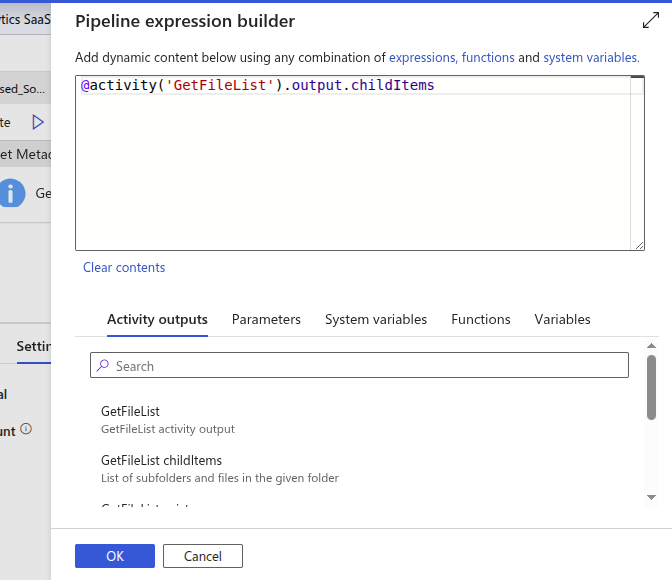 Pipeline expression builder
ytics SaaS
Add dynamic content below using any combination of expressions, functions and system variables.
@activity('GetFileList').output.childItems
sed_So...
te
et Metad
Ge
Clear contents
Activity outputs Parameters System variables Functions Variables
Settin
Search
al
GetFileList
GetFileList activity output
unt
GetFileList childItems
List of subfolders and files in the given folder
OK Cancel